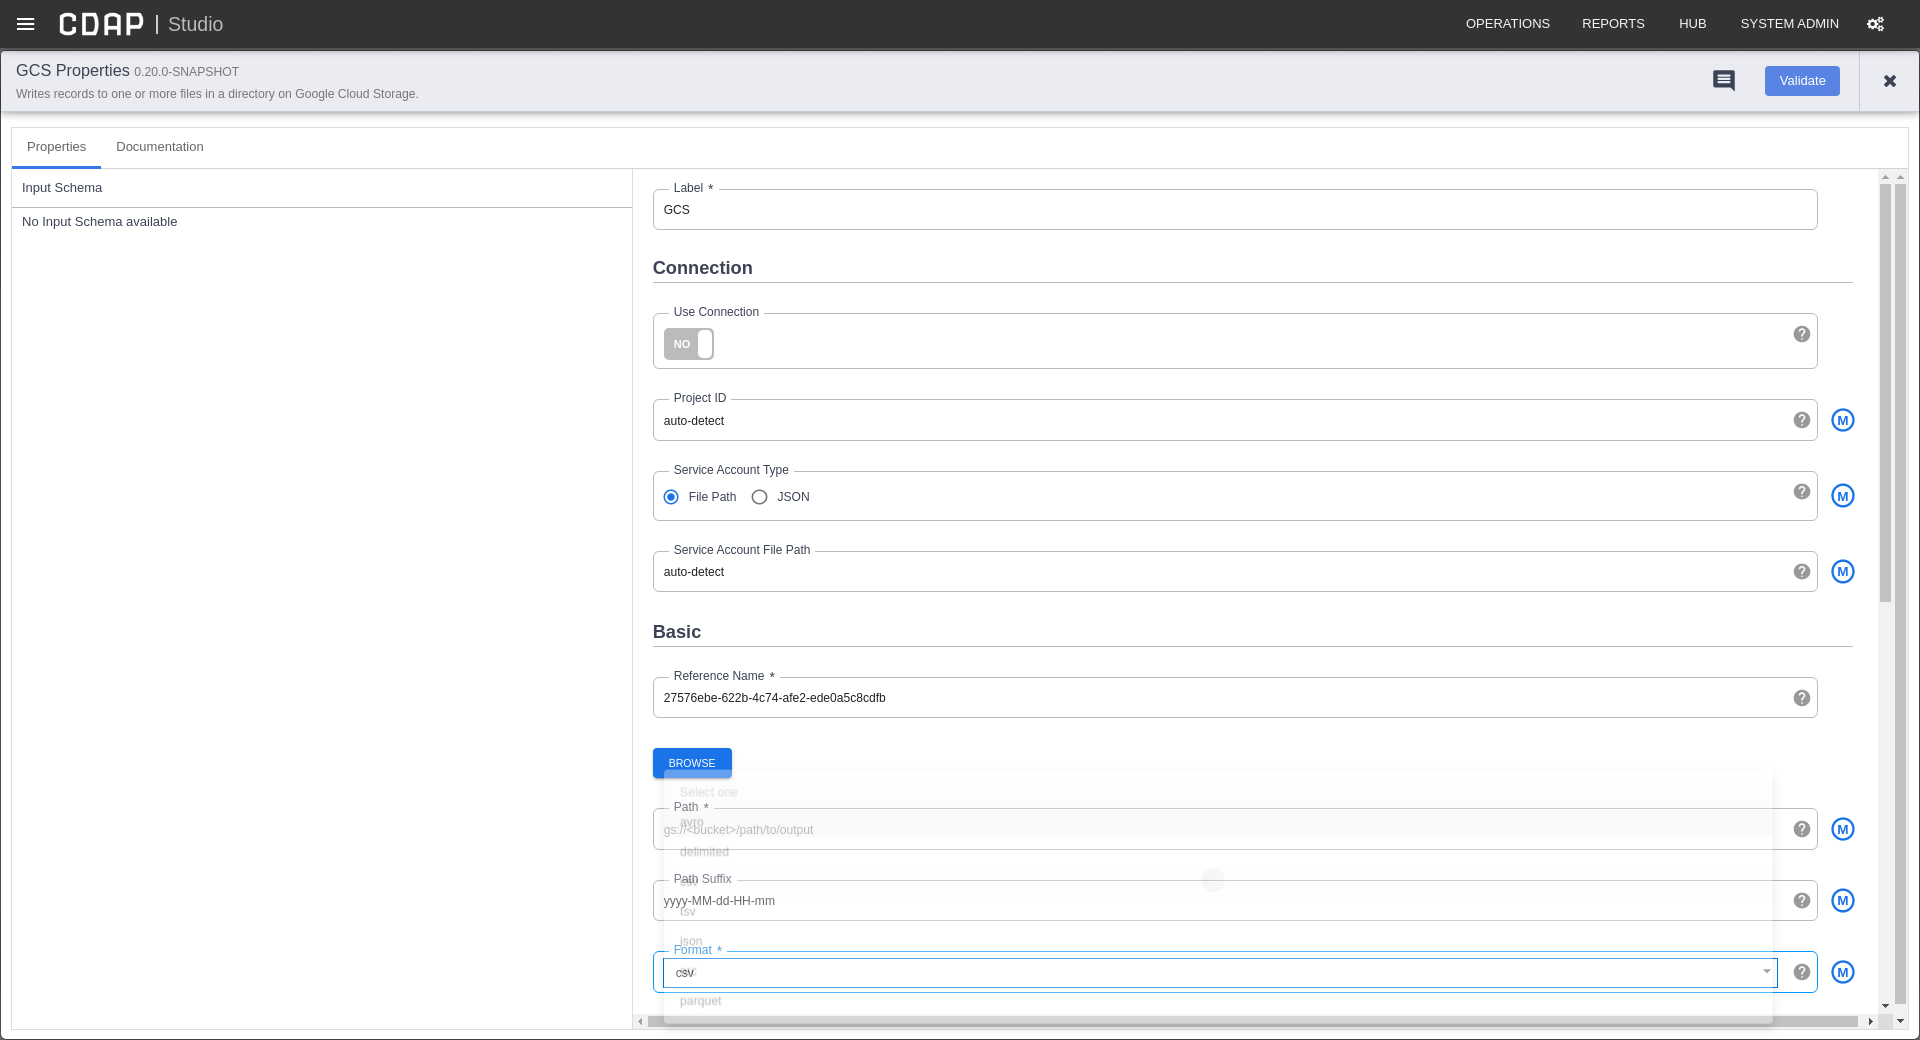 CDAP | Studio
OPERATIONS REPORTS HUB SYSTEM ADMIN
GCS Properties 0.20.0-SNAPSHOT
Writes records to one or more files in a directory on Google Cloud Storage.
Validate
Properties Documentation
Input Schema
No Input Schema available
Label *
GCS
Connection
Use Connection
NO
Project ID
auto-detect
M
Service Account Type
File Path JSON
M
Service Account File Path
auto-detect
M
Basic
Reference Name *
27576ebe-622b-4c74-afe2-ede0a5c8cdfb
BROWSE
Select one
Path *
avro
gs://<bucket>/path/to/output
M
delimited
Path Suffix
csv
yyyy-MM-dd-HH-mm
M
tsv
json
Format *
csv
M
parquet